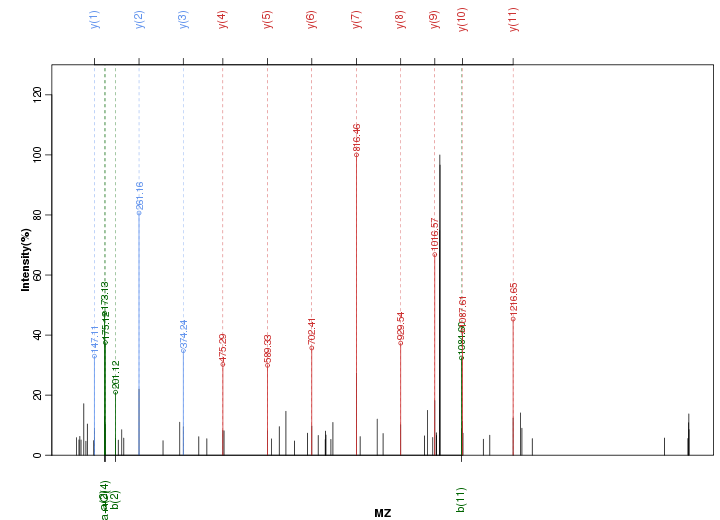 y(1) y(2) y(3) y(4) y(5) y(6) y(7) y(8) y(9) y(10) y(11)
Intensity(%)
0 20 40 60 80 100 120
147.11
175.12
173.13
201.12
261.16
374.24
475.29
589.33
702.41
816.46
929.54
1016.57
1087.61
1216.65
b(2) b(11)
MZ